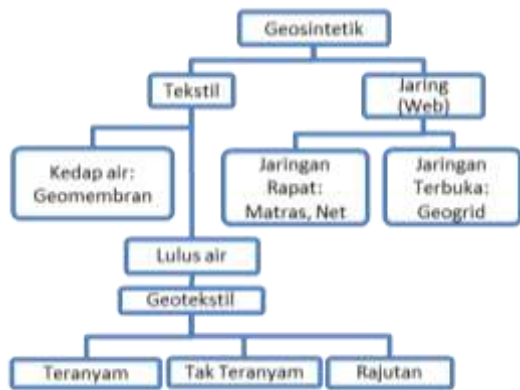 Geosintetik
Tekstil
Jaring
(Web)
Kedap air:
Geomembran
Jaringan
Rapat:
Matras, Net
Jaringan
Terbuka:
Geogrid
Lulus air
Geotekstil
Teranyam
Tak Teranyam
Rajutan